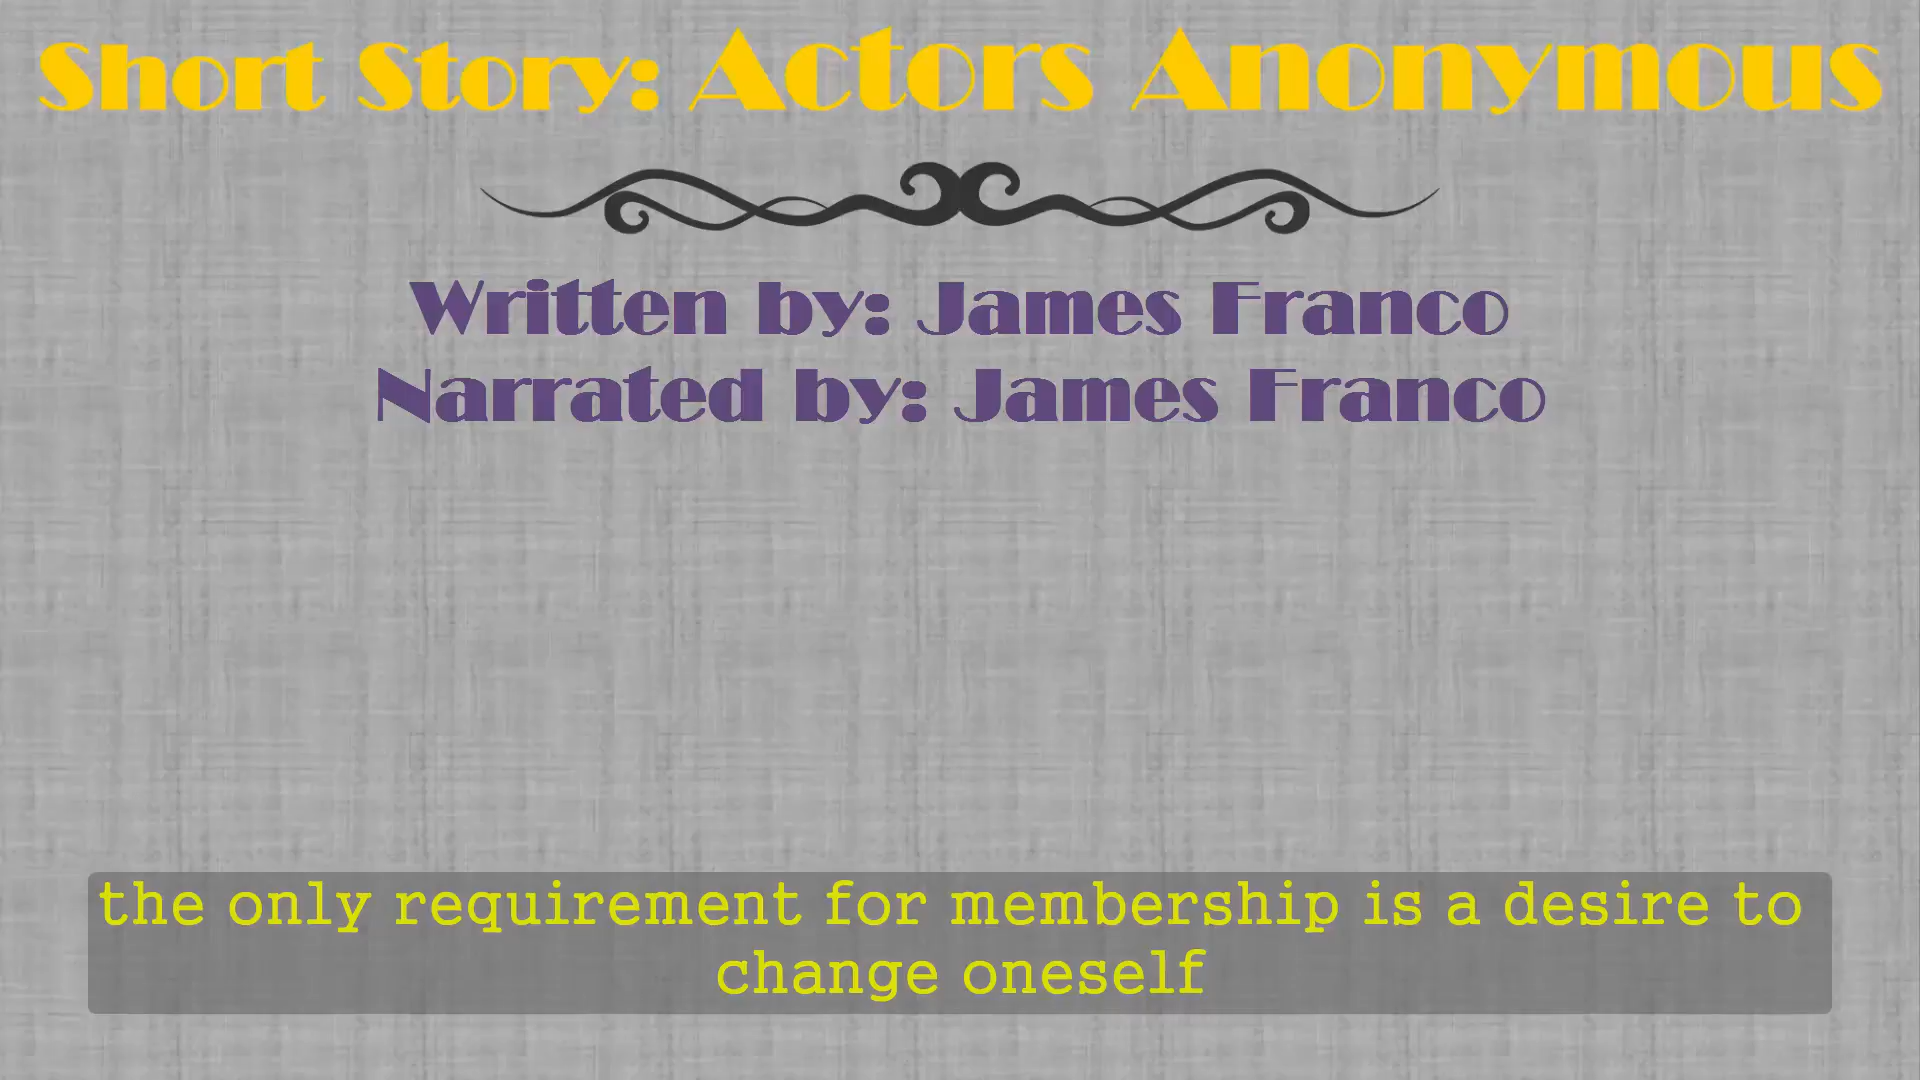 Short Story: Actors Anonymous
Written by: James Franco
Narrated by: James Franco
the only requirement for membership is a desire to
change oneself